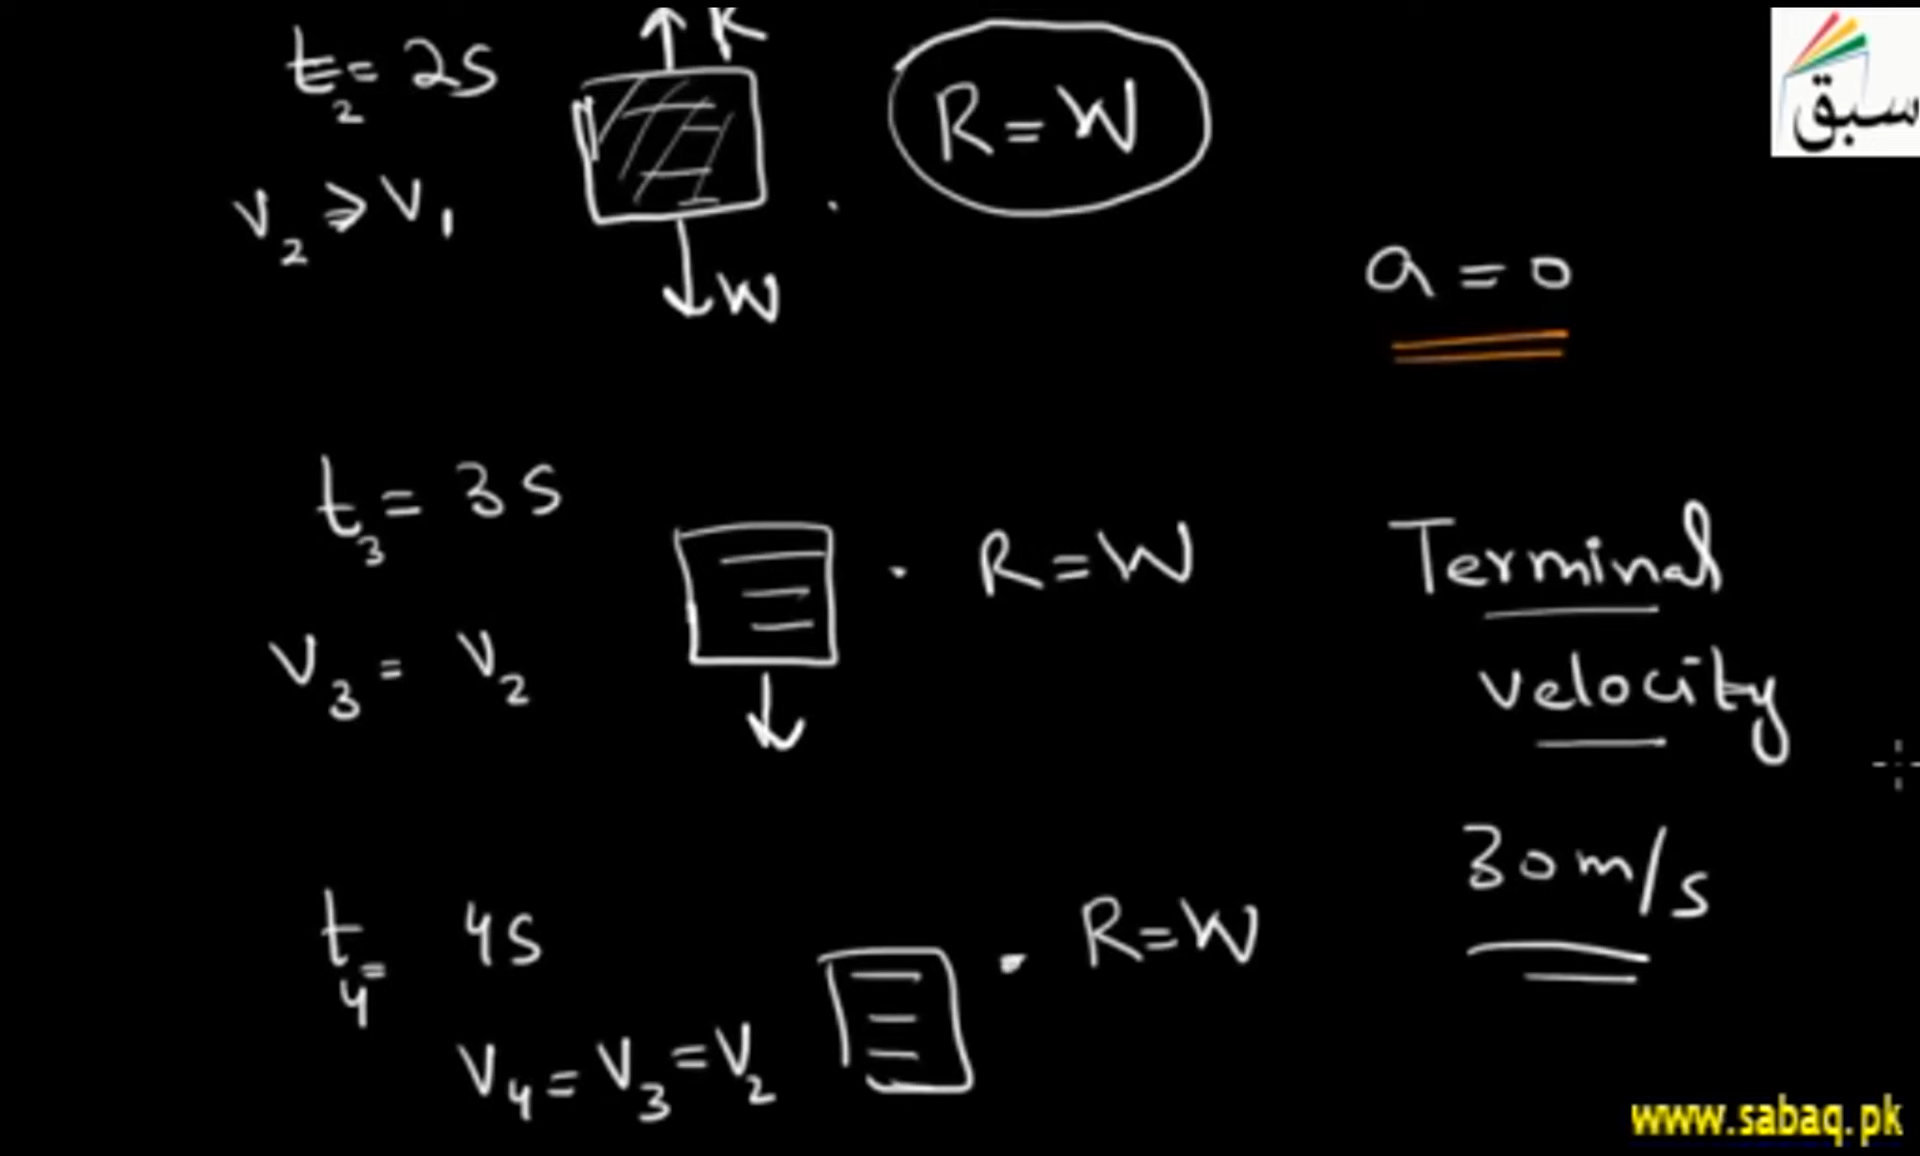 t₂ = 2s
R
R = W
سبق
v₂ > v₁
W
a = 0
t₃ = 3s
R = W
Terminal
velocity
v₃ = v₂
30 m/s
t₄ = 4s
R = W
v₄ = v₃ = v₂
www.sabaq.pk